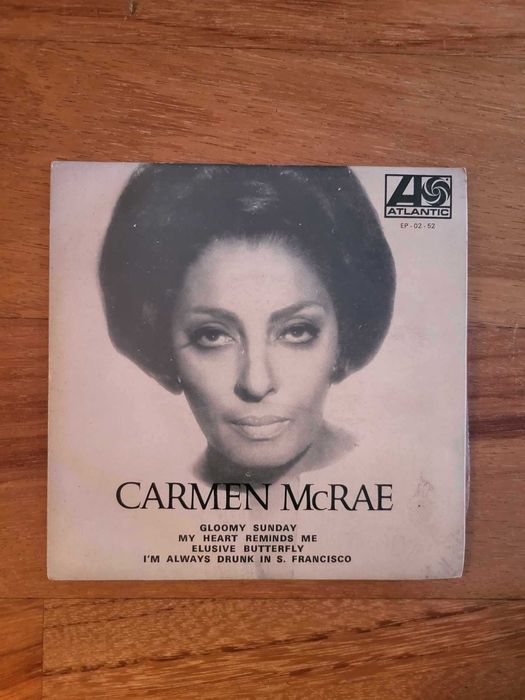 ATLANTIC
EP - 02 - 52
CARMEN McRAE
GLOOMY SUNDAY
MY HEART REMINDS ME
ELUSIVE BUTTERFLY
I'M ALWAYS DRUNK IN S. FRANCISCO